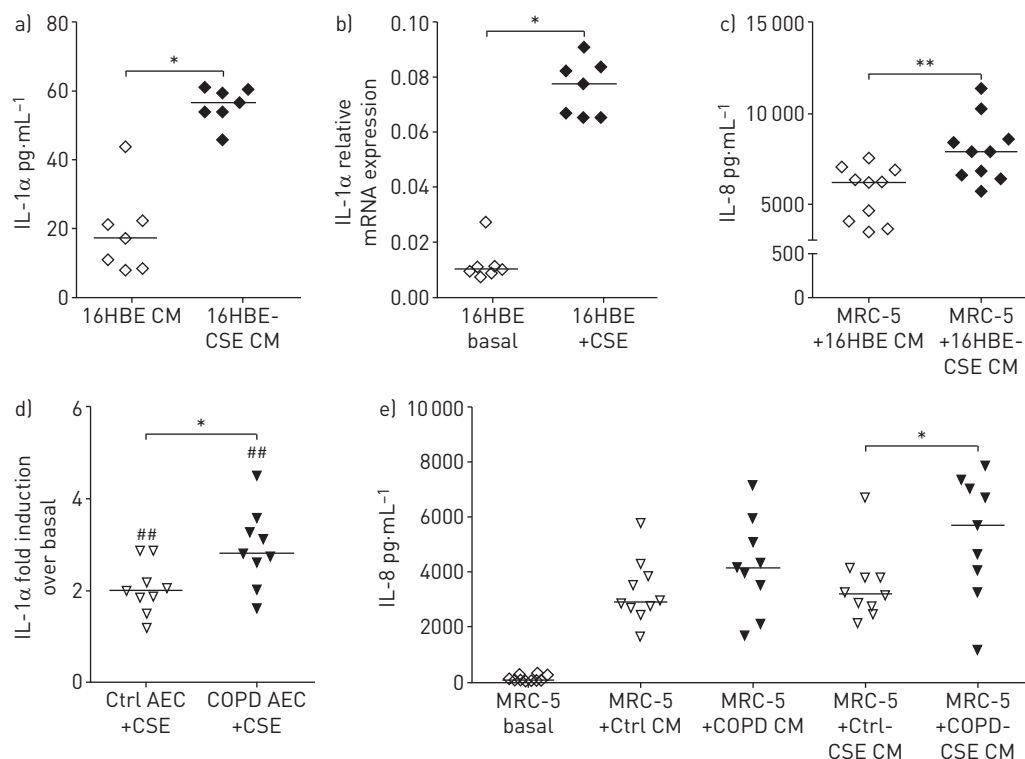 a)
80
60
40
20
0
IL-1α pg·mL⁻¹
*
16HBE CM
16HBE-
CSE CM
b)
0.10
0.08
0.06
0.04
0.02
0.00
IL-1α relative
mRNA expression
*
16HBE
basal
16HBE
+CSE
c)
15 000
10 000
5000
500
0
IL-8 pg·mL⁻¹
**
MRC-5
+16HBE CM
MRC-5
+16HBE-
CSE CM
d)
6
4
2
0
IL-1α fold induction
over basal
*
##
##
Ctrl AEC
+CSE
COPD AEC
+CSE
e)
10 000
8000
6000
4000
2000
0
IL-8 pg·mL⁻¹
*
MRC-5
basal
MRC-5
+Ctrl CM
MRC-5
+COPD CM
MRC-5
+Ctrl-
CSE CM
MRC-5
+COPD-
CSE CM